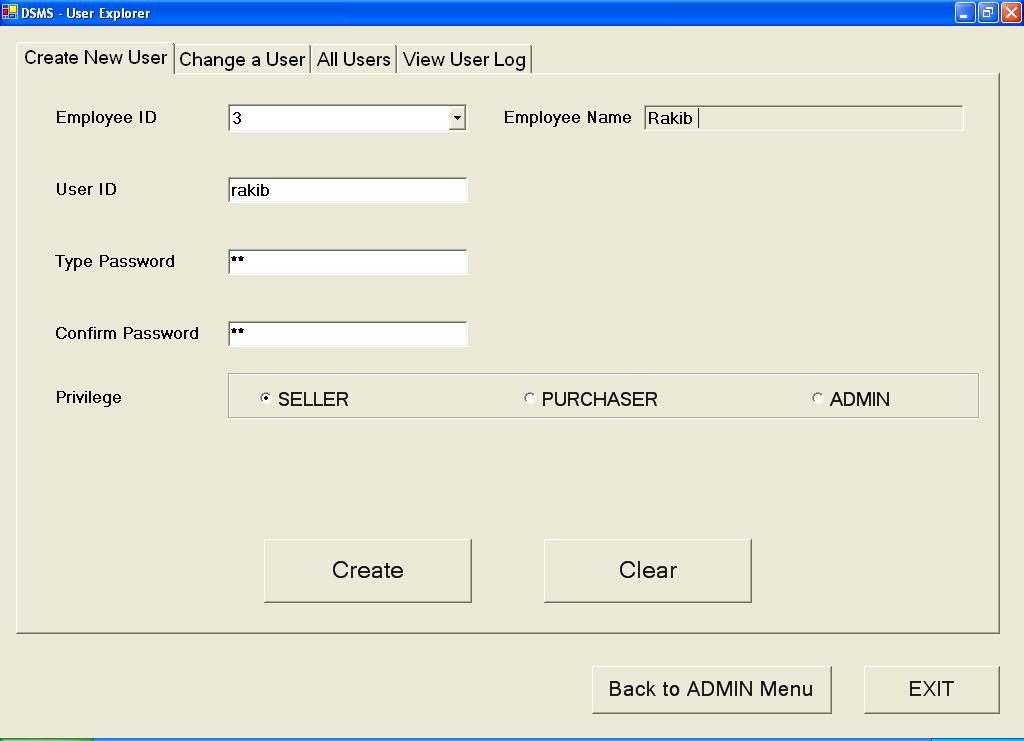 DSMS - User Explorer
Create New User Change a User All Users View User Log
Employee ID 3 Employee Name Rakib
User ID rakib
Type Password **
Confirm Password **
Privilege SELLER PURCHASER ADMIN
Create Clear
Back to ADMIN Menu EXIT